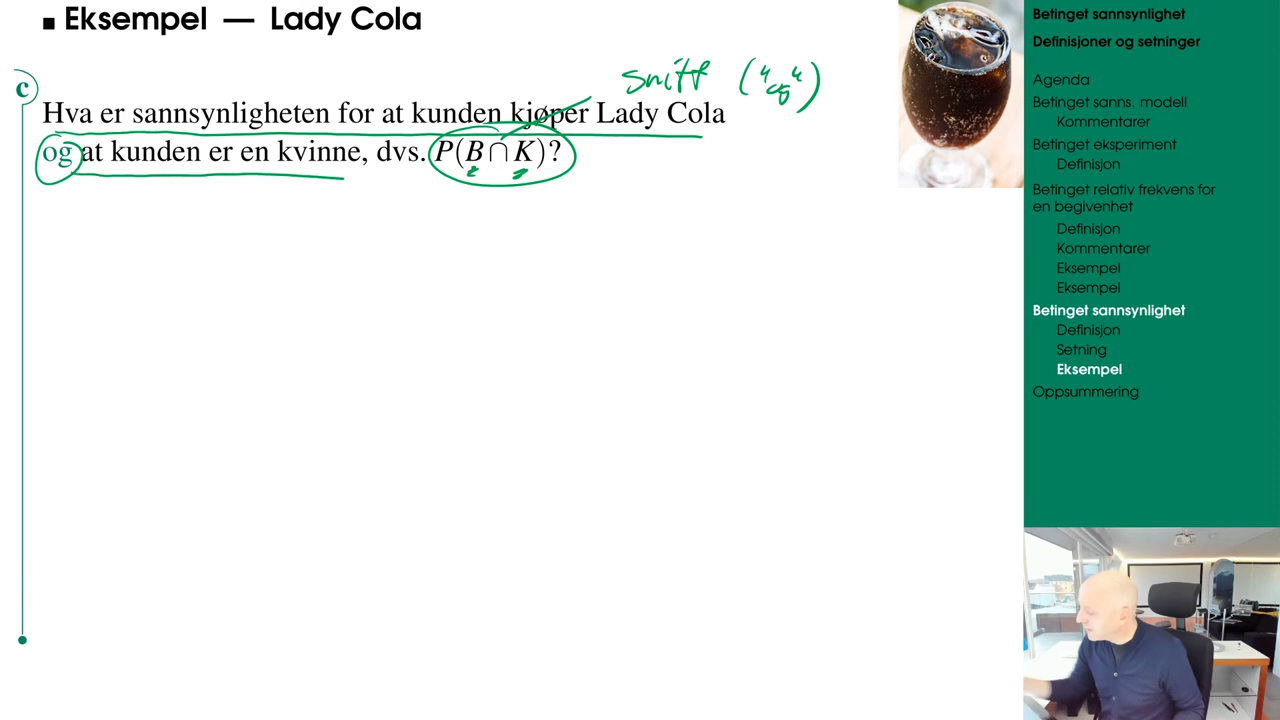 ■ Eksempel — Lady Cola
snitt ("og")
c
Hva er sannsynligheten for at kunden kjøper Lady Cola
og at kunden er en kvinne, dvs. P(B ∩ K)?
Betinget sannsynlighet
Definisjoner og setninger
Agenda
Betinget sanns. modell
Kommentarer
Betinget eksperiment
Definisjon
Betinget relativ frekvens for
en begivenhet
Definisjon
Kommentarer
Eksempel
Eksempel
Betinget sannsynlighet
Definisjon
Setning
Eksempel
Oppsummering